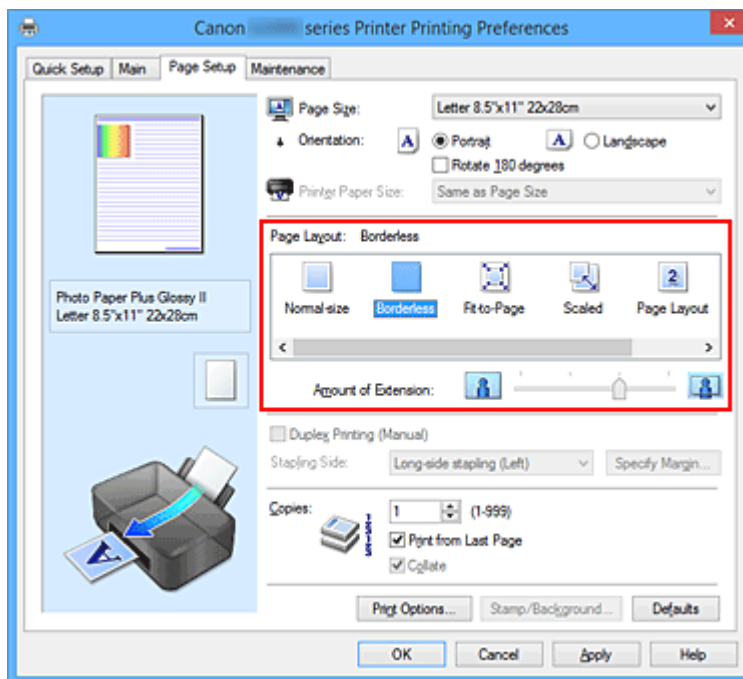 Canon series Printer Printing Preferences
Quick Setup Main Page Setup Maintenance
Page Size: Letter 8.5"x11" 22x28cm
Orientation: A Portrait A Landscape
Rotate 180 degrees
Printer Paper Size: Same as Page Size
Page Layout: Borderless
2
Normal-size Borderless Fit-to-Page Scaled Page Layout
Photo Paper Plus Glossy II
Letter 8.5"x11" 22x28cm
Amount of Extension:
Duplex Printing (Manual)
Stapling Side: Long-side stapling (Left) Specify Margin...
Copies: 1 (1-999)
Print from Last Page
Collate
A
Print Options... Stamp/Background... Defaults
OK Cancel Apply Help